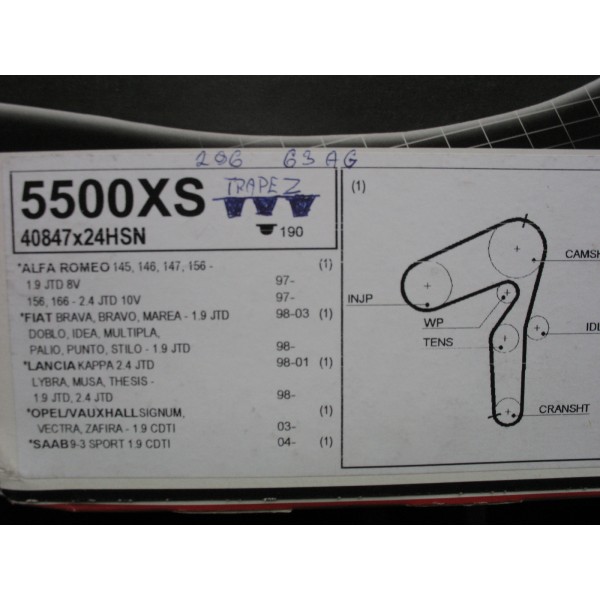 206 63 AG
5500XS TRAPEZ
40847x24HSN 190
*ALFA ROMEO 145, 146, 147, 156 - (1)
1.9 JTD 8V 97-
156, 166 - 2.4 JTD 10V 97-
*FIAT BRAVA, BRAVO, MAREA - 1.9 JTD 98-03 (1)
DOBLO, IDEA, MULTIPLA,
PALIO, PUNTO, STILO - 1.9 JTD 98-
*LANCIA KAPPA 2.4 JTD 98-01 (1)
LYBRA, MUSA, THESIS -
1.9 JTD, 2.4 JTD 98-
*OPEL/VAUXHALL SIGNUM, (1)
VECTRA, ZAFIRA - 1.9 CDTI 03-
*SAAB 9-3 SPORT 1.9 CDTI 04- (1)
(1)
CAMSH
INJP
WP
IDL
TENS
CRANSHT